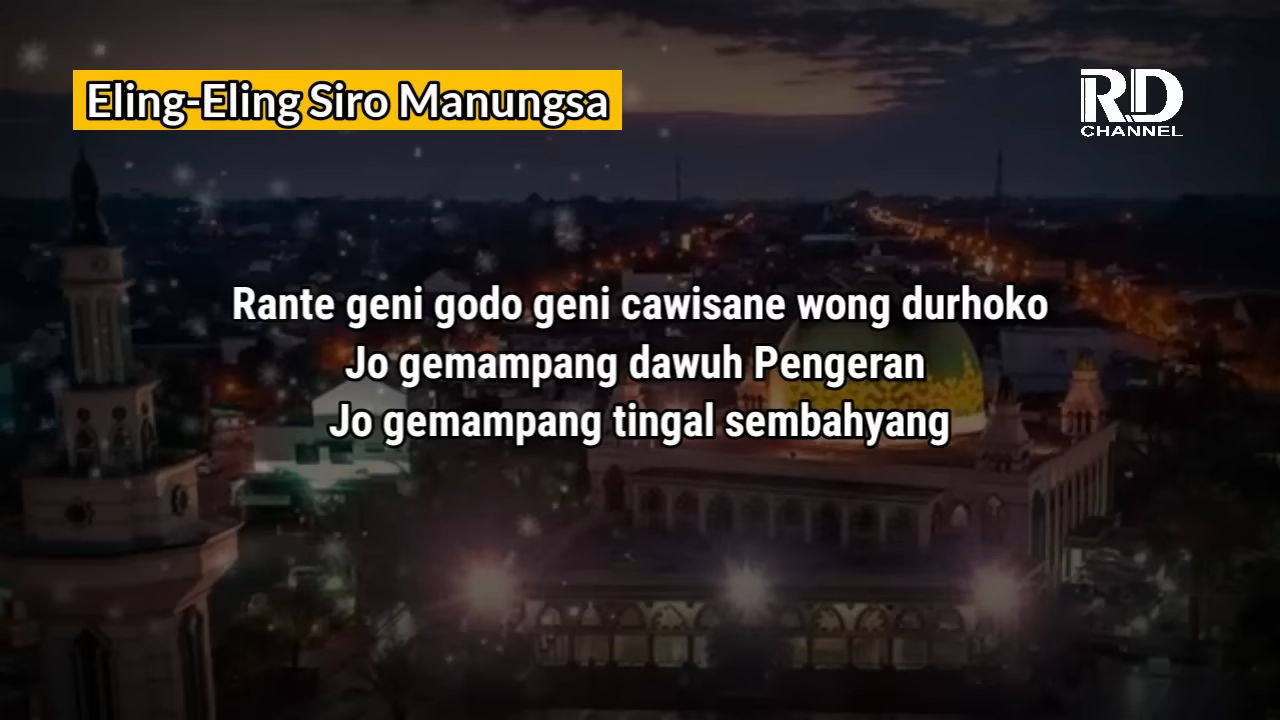 Eling-Eling Siro Manungsa
RD
CHANNEL
Rante geni godo geni cawisane wong durhoko
Jo gemampang dawuh Pengeran
Jo gemampang tingal sembahyang